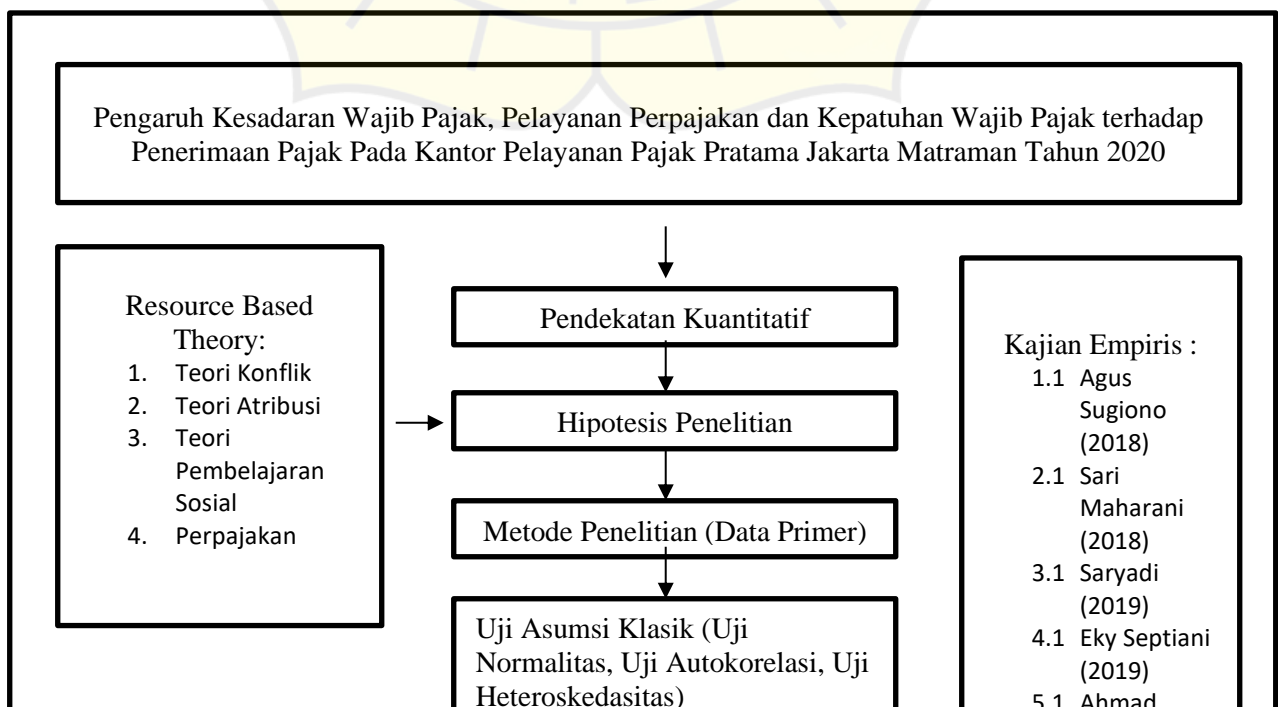 Pengaruh Kesadaran Wajib Pajak, Pelayanan Perpajakan dan Kepatuhan Wajib Pajak terhadap
Penerimaan Pajak Pada Kantor Pelayanan Pajak Pratama Jakarta Matraman Tahun 2020
Resource Based
Theory:
1. Teori Konflik
2. Teori Atribusi
3. Teori
Pembelajaran
Sosial
4. Perpajakan
Pendekatan Kuantitatif
Hipotesis Penelitian
Metode Penelitian (Data Primer)
Uji Asumsi Klasik (Uji
Normalitas, Uji Autokorelasi, Uji
Heteroskedasitas)
Kajian Empiris :
1.1 Agus
Sugiono
(2018)
2.1 Sari
Maharani
(2018)
3.1 Saryadi
(2019)
4.1 Eky Septiani
(2019)
5.1 Ahmad